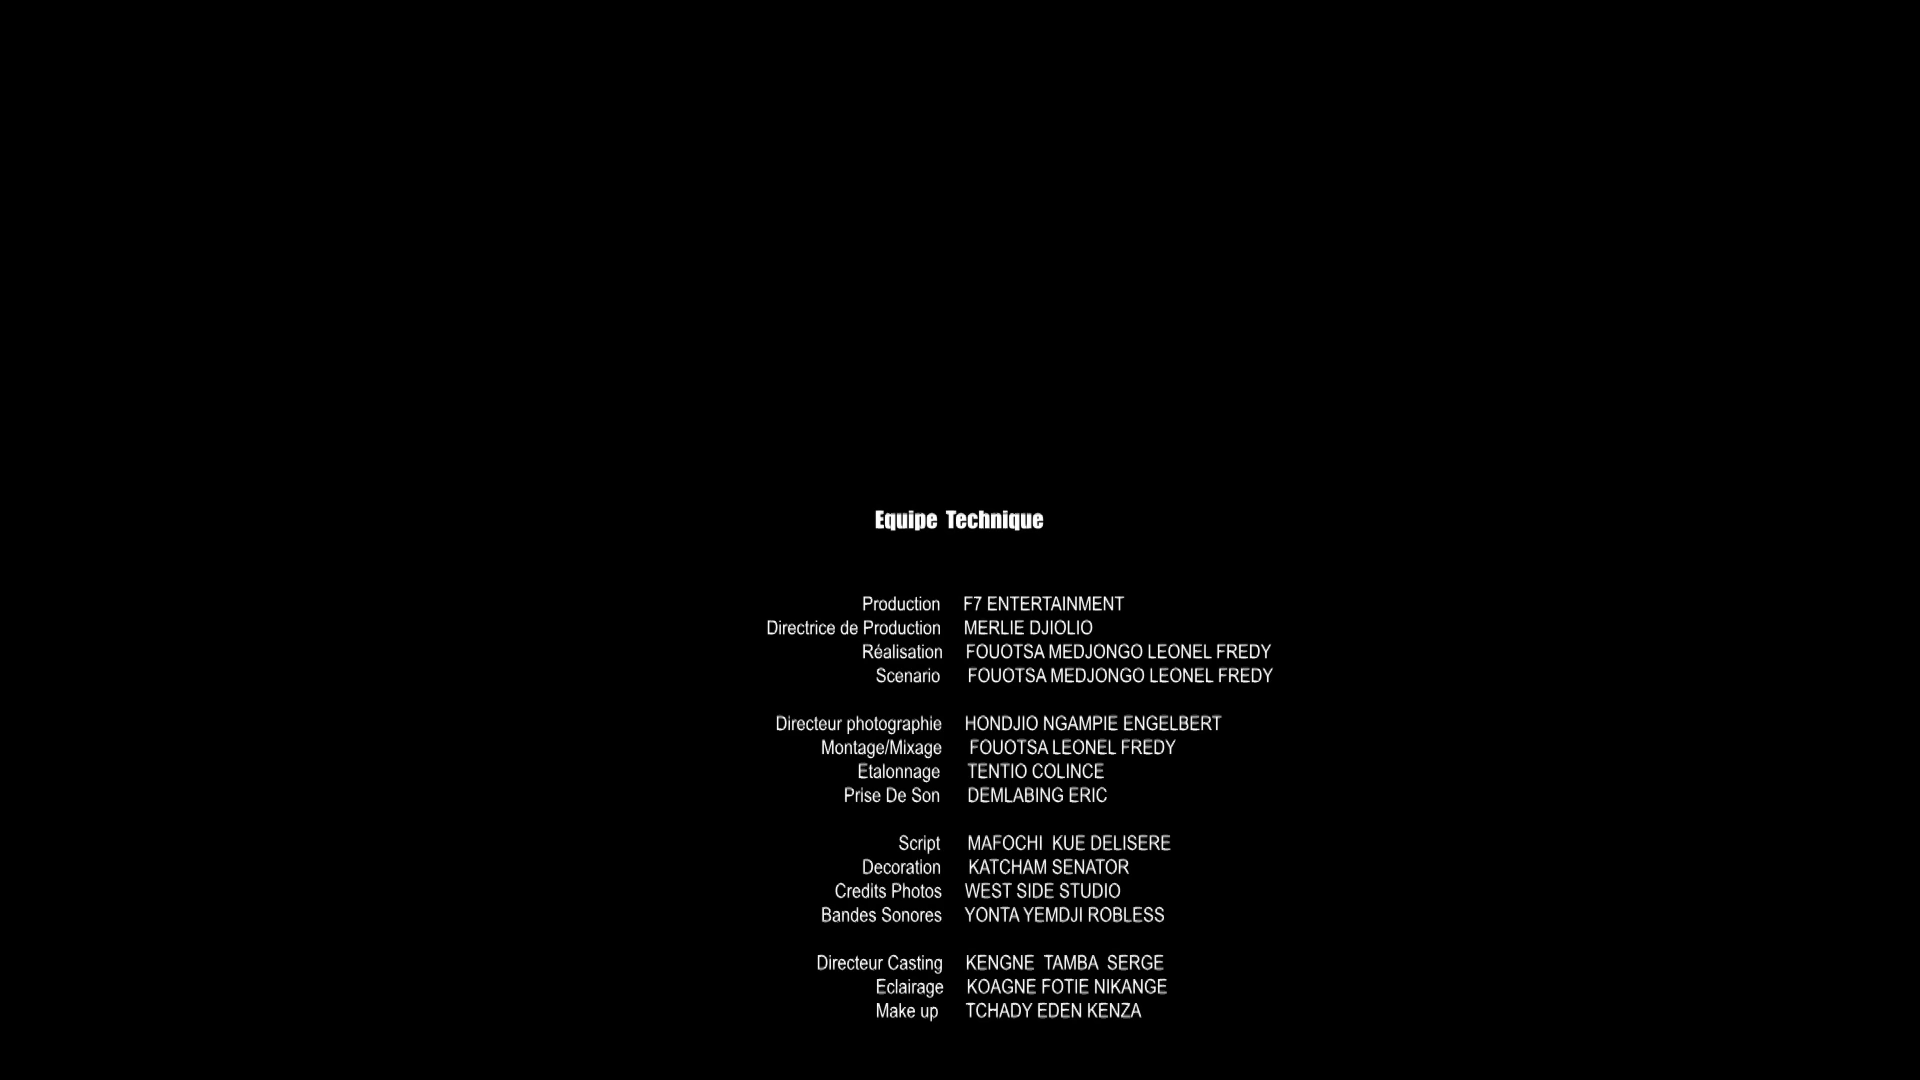 Equipe Technique
Production F7 ENTERTAINMENT
Directrice de Production MERLIE DJIOLIO
Réalisation FOUOTSA MEDJONGO LEONEL FREDY
Scenario FOUOTSA MEDJONGO LEONEL FREDY
Directeur photographie HONDJIO NGAMPIE ENGELBERT
Montage/Mixage FOUOTSA LEONEL FREDY
Etalonnage TENTIO COLINCE
Prise De Son DEMLABING ERIC
Script MAFOCHI KUE DELISERE
Decoration KATCHAM SENATOR
Credits Photos WEST SIDE STUDIO
Bandes Sonores YONTA YEMDJI ROBLESS
Directeur Casting KENGNE TAMBA SERGE
Eclairage KOAGNE FOTIE NIKANGE
Make up TCHADY EDEN KENZA